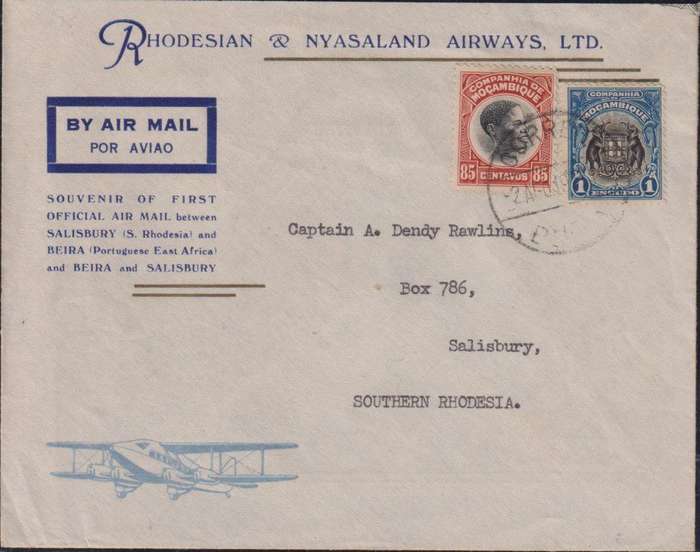 RHODESIAN & NYASALAND AIRWAYS, LTD.
BY AIR MAIL
POR AVIAO
SOUVENIR OF FIRST
OFFICIAL AIR MAIL between
SALISBURY (S. Rhodesia) and
BEIRA (Portuguese East Africa)
and BEIRA and SALISBURY
COMPANHIA DE
MOÇAMBIQUE
85 CENTAVOS 85
COMPANHIA
MOÇAMBIQUE
1 ESCUDO 1
Captain A. Dendy Rawlins,
Box 786,
Salisbury,
SOUTHERN RHODESIA.